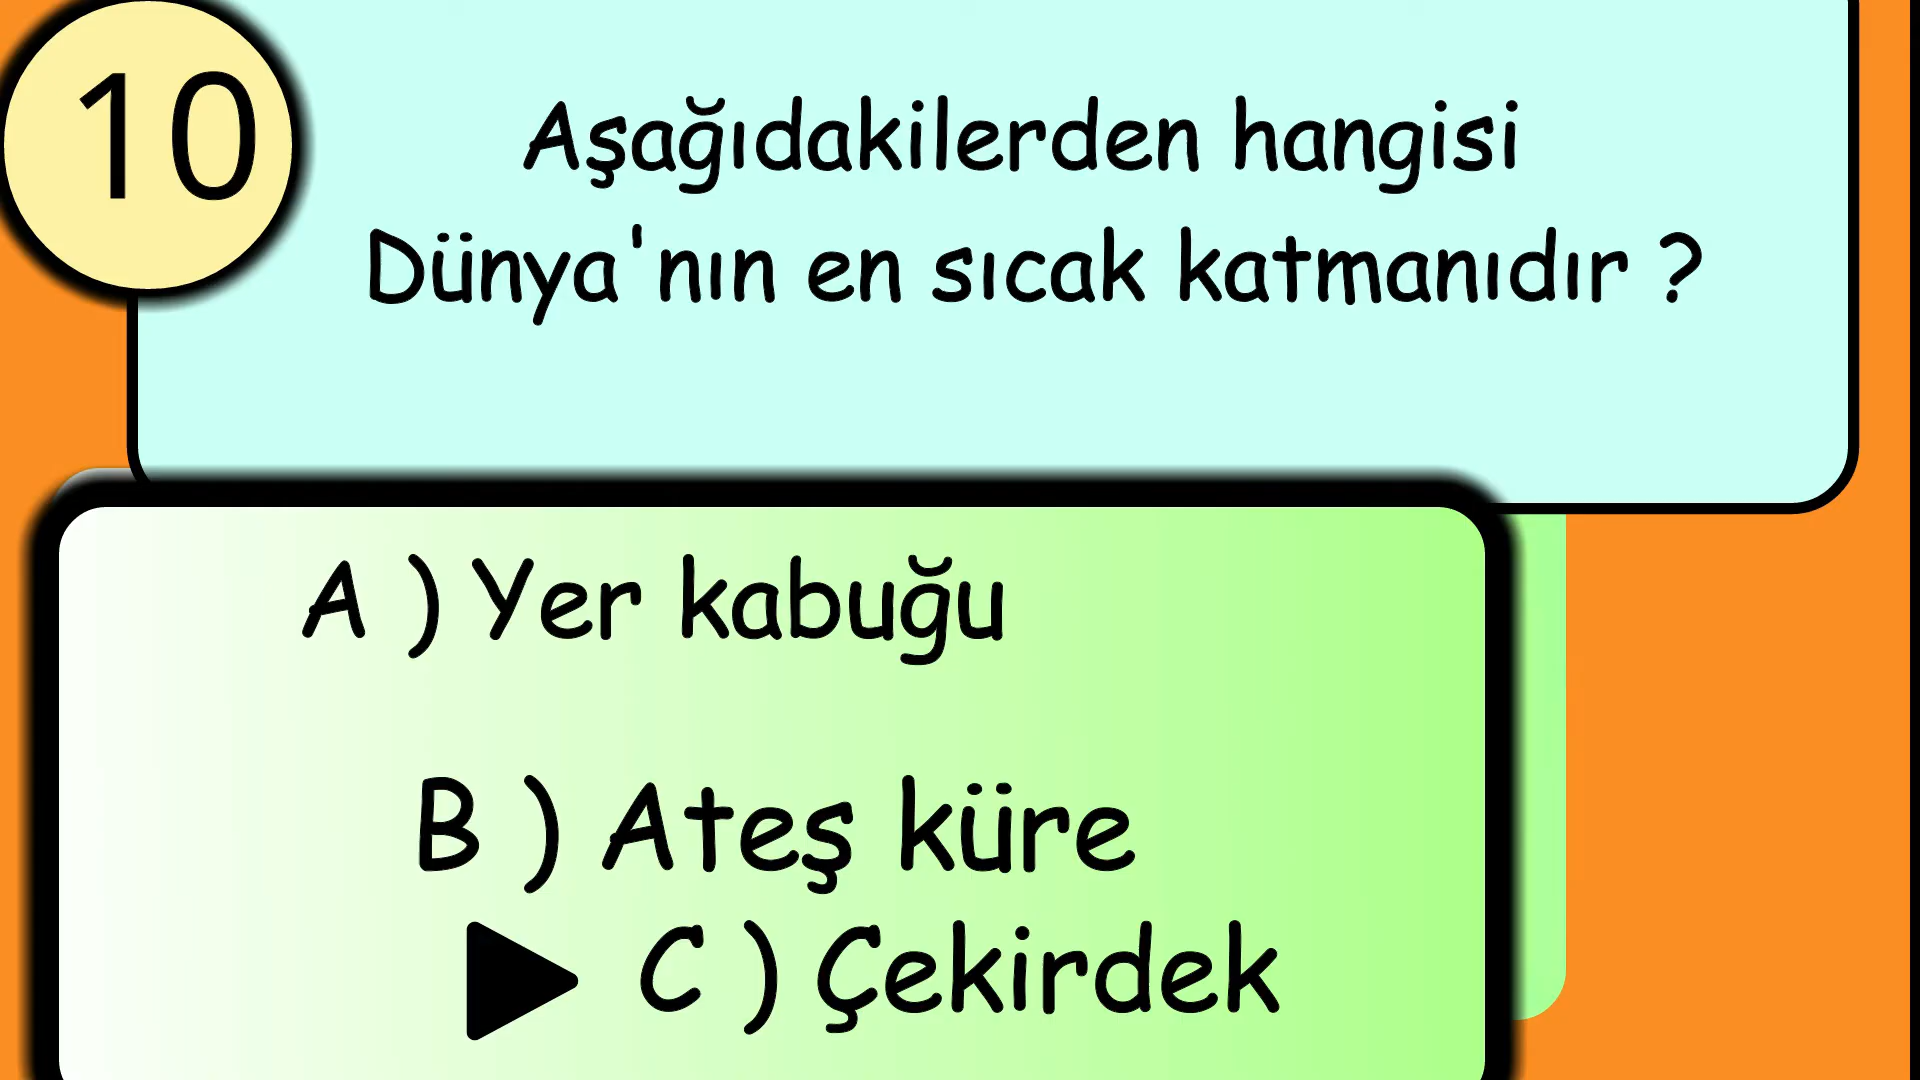 10
Aşağıdakilerden hangisi
Dünya'nın en sıcak katmanıdır ?
A ) Yer kabuğu
B ) Ateş küre
C ) Çekirdek